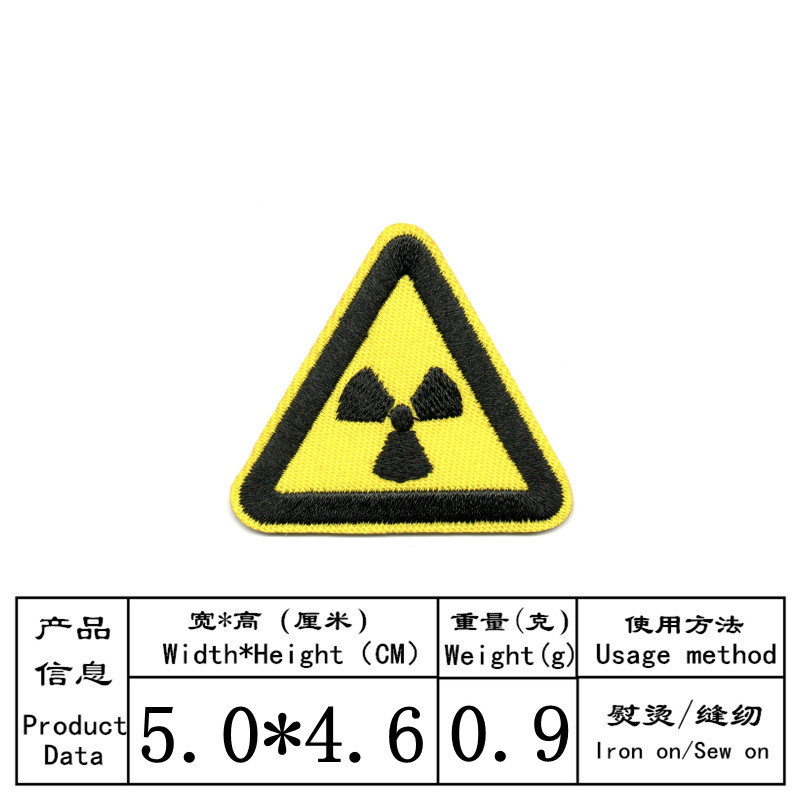 产品
信息
Product
Data
宽*高 (厘米)
Width*Height (CM)
重量(克)
Weight(g)
使用方法
Usage method
5.0*4.6
0.9
熨烫/缝纫
Iron on/Sew on